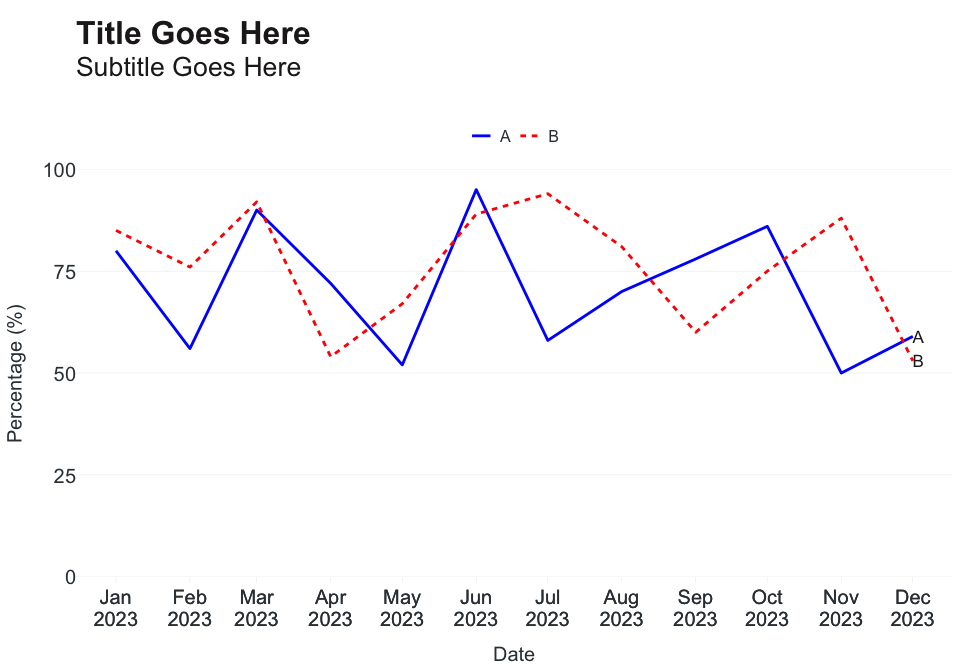 Title Goes Here
Subtitle Goes Here
A B
100
75
50
25
0
Percentage (%)
A
B
Jan Feb Mar Apr May Jun Jul Aug Sep Oct Nov Dec
2023 2023 2023 2023 2023 2023 2023 2023 2023 2023 2023 2023
Date